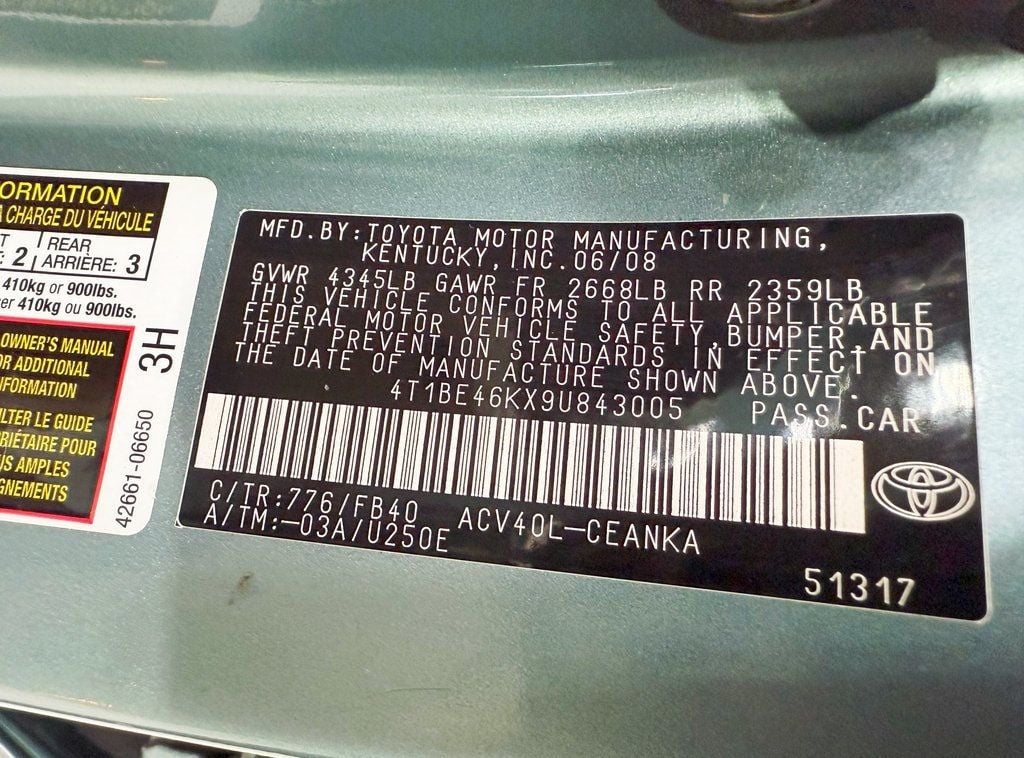 ORMATION
A CHARGE DU VÉHICULE
2 REAR
ARRIÈRE: 3
410kg or 900lbs.
er 410kg ou 900lbs.
OWNER'S MANUAL
OR ADDITIONAL
NFORMATION
LTER LE GUIDE
RIÉTAIRE POUR
US AMPLES
GNEMENTS
3H
42661-06650
MFD.BY:TOYOTA MOTOR MANUFACTURING,
KENTUCKY,INC.06/08
GVWR 4345LB GAWR FR 2668LB RR 2359LB
THIS VEHICLE CONFORMS TO ALL APPLICABLE
FEDERAL MOTOR VEHICLE SAFETY,BUMPER,AND
THEFT PREVENTION STANDARDS IN EFFECT ON
THE DATE OF MANUFACTURE SHOWN ABOVE.
4T1BE46KX9U843005 PASS.CAR
C/TR:776/FB40
A/TM:-03A/U250E ACV40L-CEANKA
51317